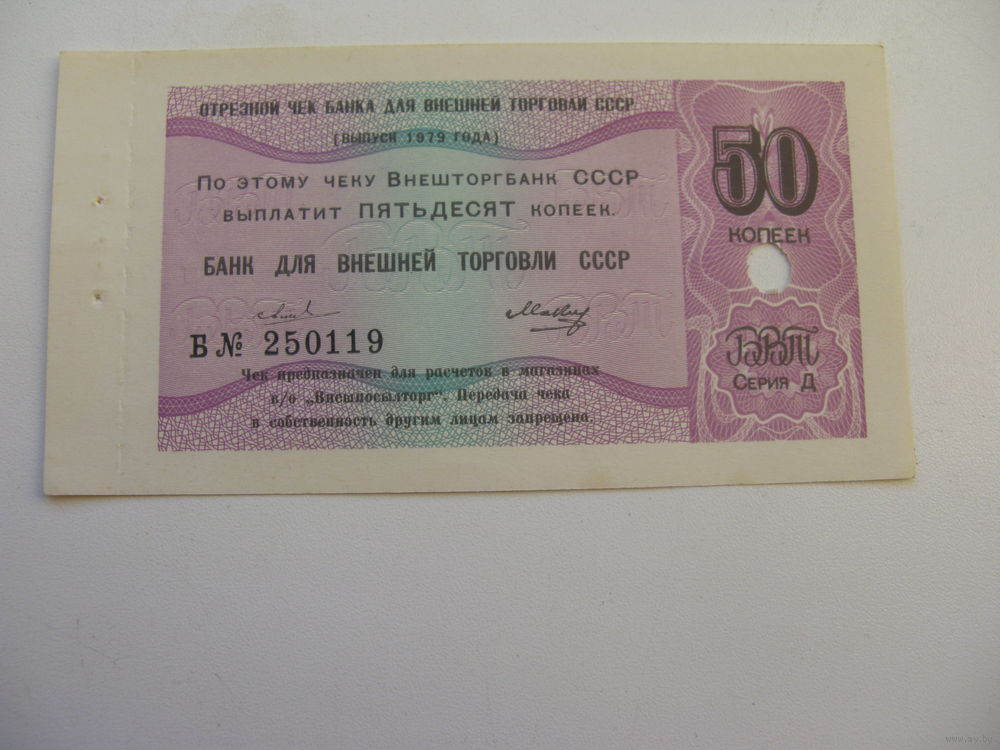 ОТРЕЗНОЙ ЧЕК БАНКА ДЛЯ ВНЕШНЕЙ ТОРГОВЛИ СССР
(ВЫПУСК 1979 ГОДА)
По этому чеку Внешторгбанк СССР
выплатит ПЯТЬДЕСЯТ копеек.
БАНК ДЛЯ ВНЕШНЕЙ ТОРГОВЛИ СССР
Б № 250119
Чек предназначен для расчетов в магазинах
в/о „Внешпосылторг“. Передача чека
в собственность другим лицам запрещена.
50
КОПЕЕК
ВВТ
Серия Д